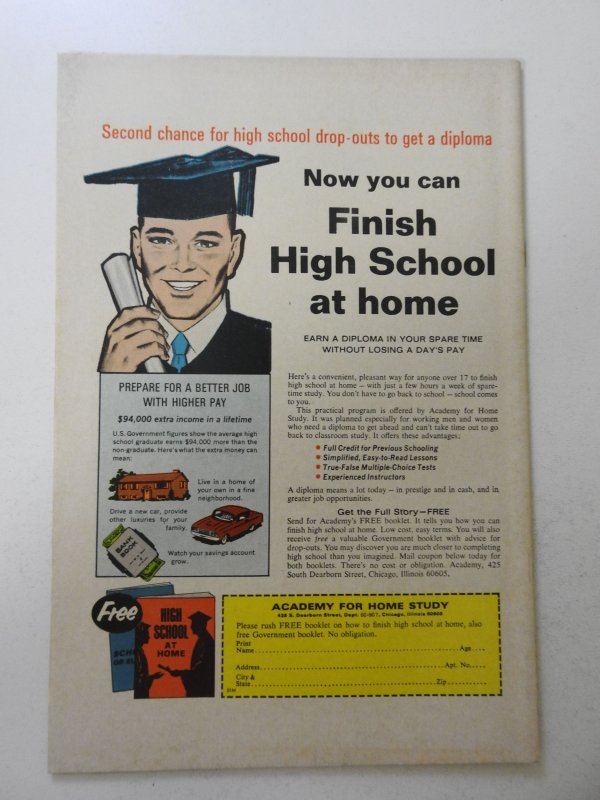 Second chance for high school drop-outs to get a diploma
Now you can
Finish
High School
at home
EARN A DIPLOMA IN YOUR SPARE TIME
WITHOUT LOSING A DAY'S PAY
Here's a convenient, pleasant way for anyone over 17 to finish
high school at home — with just a few hours a week of spare-
time study. You don't have to go back to school — school comes
to you.
This practical program is offered by Academy for Home
Study. It was planned especially for working men and women
who need a diploma to get ahead and can't take time out to go
back to classroom study. It offers these advantages:
• Full Credit for Previous Schooling
• Simplified, Easy-to-Read Lessons
• True-False Multiple-Choice Tests
• Experienced Instructors
A diploma means a lot today — in prestige and in cash, and in
greater job opportunities.
Get the Full Story—FREE
Send for Academy's FREE booklet. It tells you how you can
finish high school at home. Low cost, easy terms. You will also
receive free a valuable Government booklet with advice for
drop-outs. You may discover you are much closer to completing
high school than you imagined. Mail coupon below today for
both booklets. There's no cost or obligation. Academy, 425
South Dearborn Street, Chicago, Illinois 60605.
PREPARE FOR A BETTER JOB
WITH HIGHER PAY
$94,000 extra income in a lifetime
U.S. Government figures show the average high
school graduate earns $94,000 more than the
non-graduate. Here's what the extra money can
mean:
Live in a home of
your own in a fine
neighborhood.
Drive a new car, provide
other luxuries for your
family.
BANK
BOOK
Watch your savings account
grow.
Free
HIGH
SCHOOL
AT
HOME
SCH
OR
ACADEMY FOR HOME STUDY
425 S. Dearborn Street, Dept. Chicago, Illinois 60605
Please rush FREE booklet on how to finish high school at home, also
free Government booklet. No obligation.
Print
Name Age
Address Apt. No.
City &
State Zip